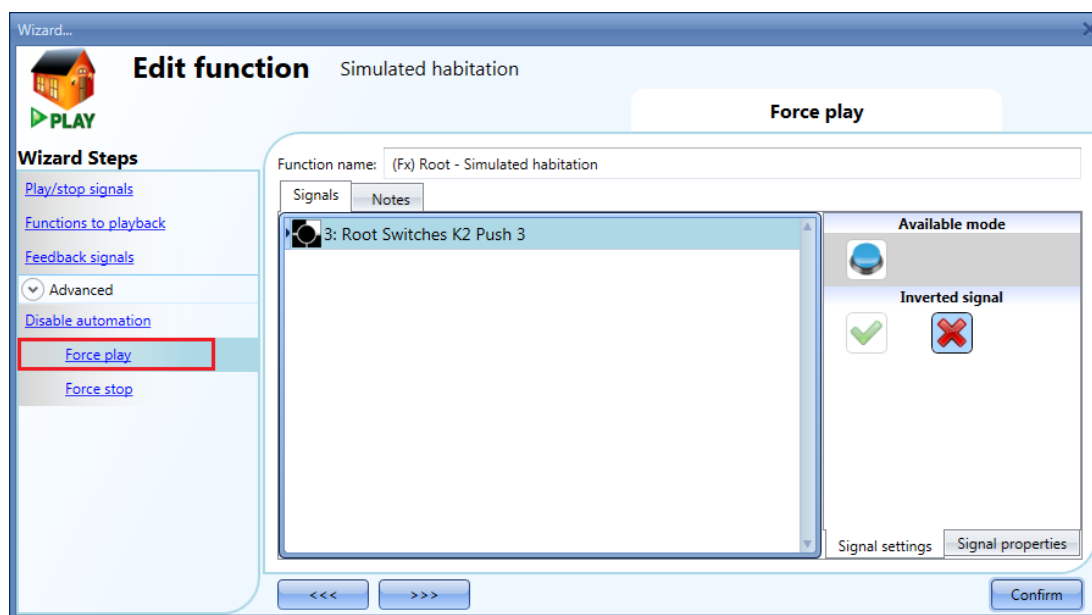 Wizard...
Edit function Simulated habitation
PLAY
Force play
Wizard Steps
Play/stop signals
Functions to playback
Feedback signals
Advanced
Disable automation
Force play
Force stop
Function name: (Fx) Root - Simulated habitation
Signals Notes
3: Root Switches K2 Push 3
Available mode
Inverted signal
Signal settings Signal properties
<<< >>> Confirm